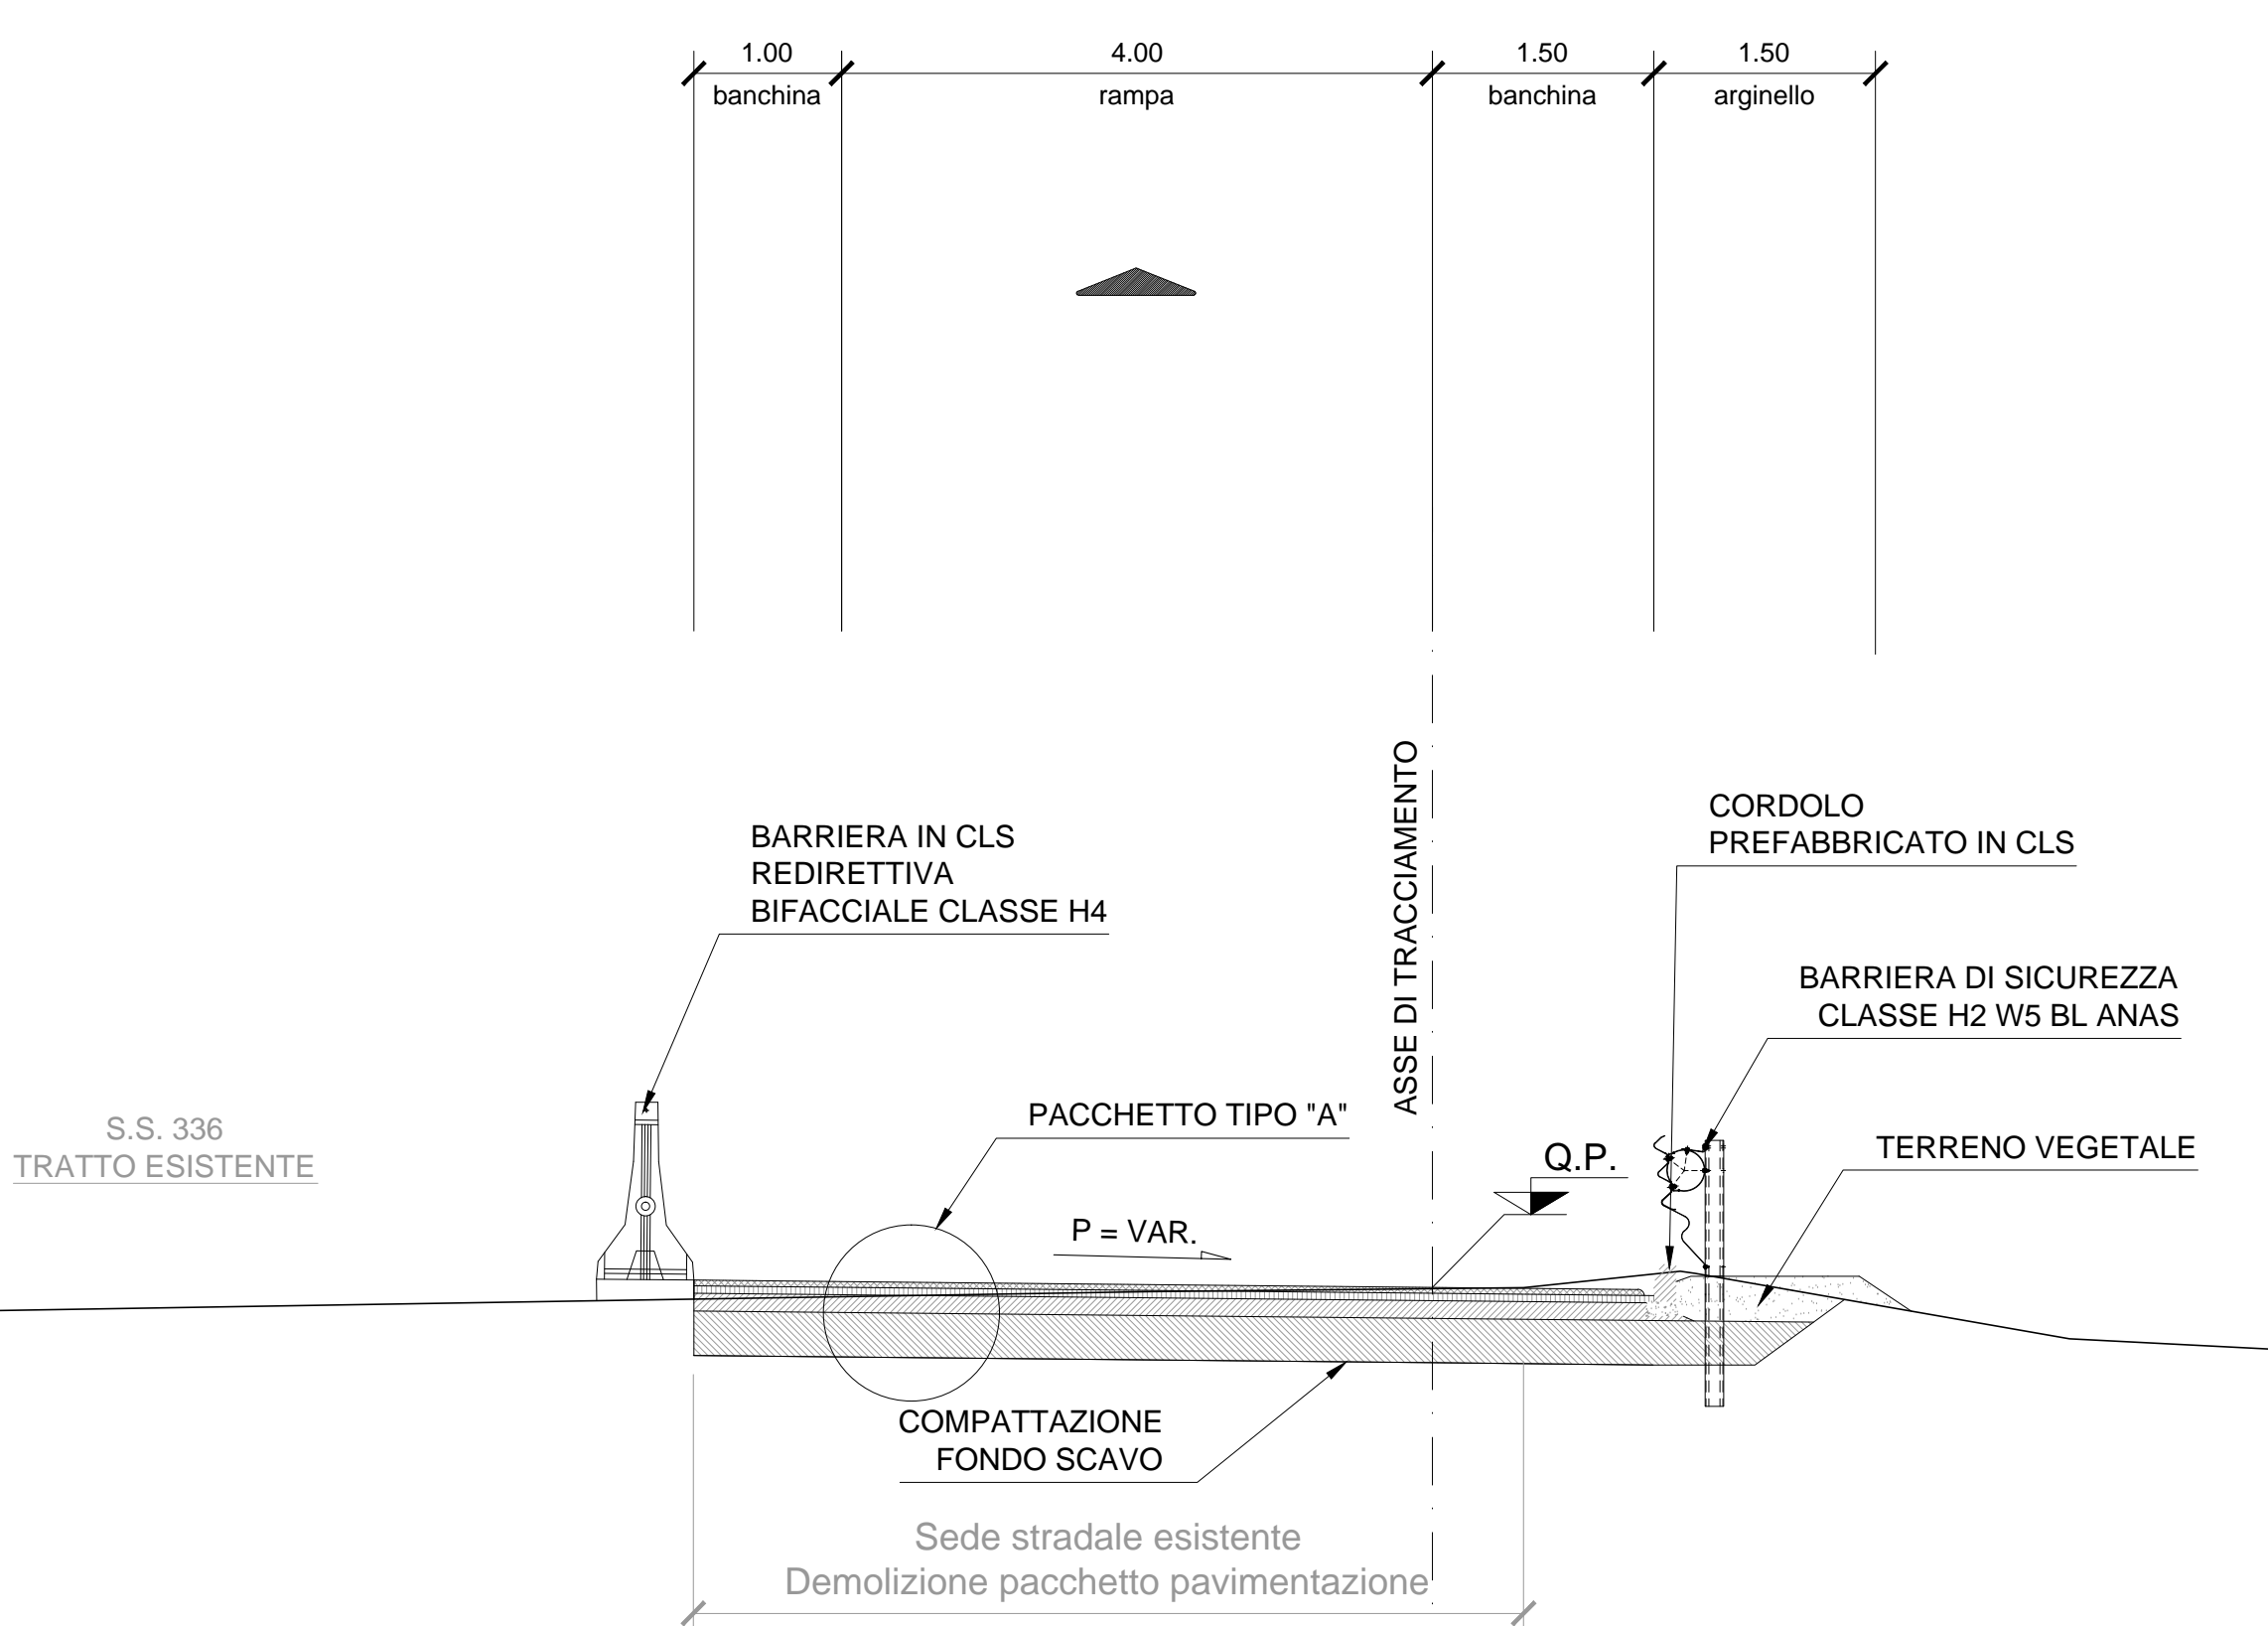 1.00
4.00
1.50
1.50
banchina
rampa
banchina
arginello
ASSE DI TRACCIAMENTO
CORDOLO
PREFABBRICATO IN CLS
BARRIERA IN CLS
REDIRETTIVA
BIFACCIALE CLASSE H4
BARRIERA DI SICUREZZA
CLASSE H2 W5 BL ANAS
S.S. 336
TRATTO ESISTENTE
PACCHETTO TIPO "A"
Q.P.
TERRENO VEGETALE
P = VAR.
COMPATTAZIONE
FONDO SCAVO
Sede stradale esistente
Demolizione pacchetto pavimentazione